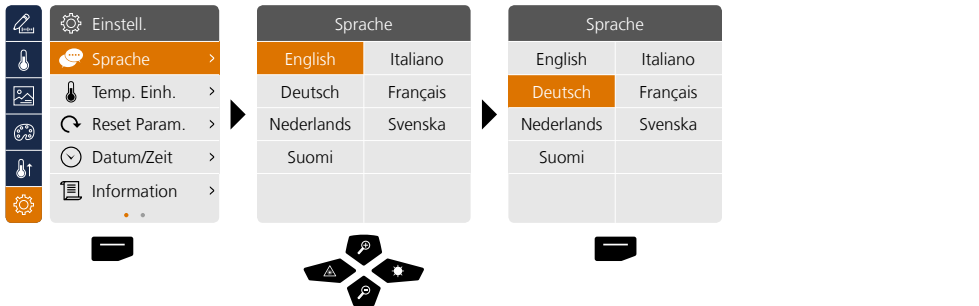 Einstell.
Sprache
Temp. Einh.
Reset Param.
Datum/Zeit
Information
Sprache
English Italiano
Deutsch Français
Nederlands Svenska
Suomi
Sprache
English Italiano
Deutsch Français
Nederlands Svenska
Suomi